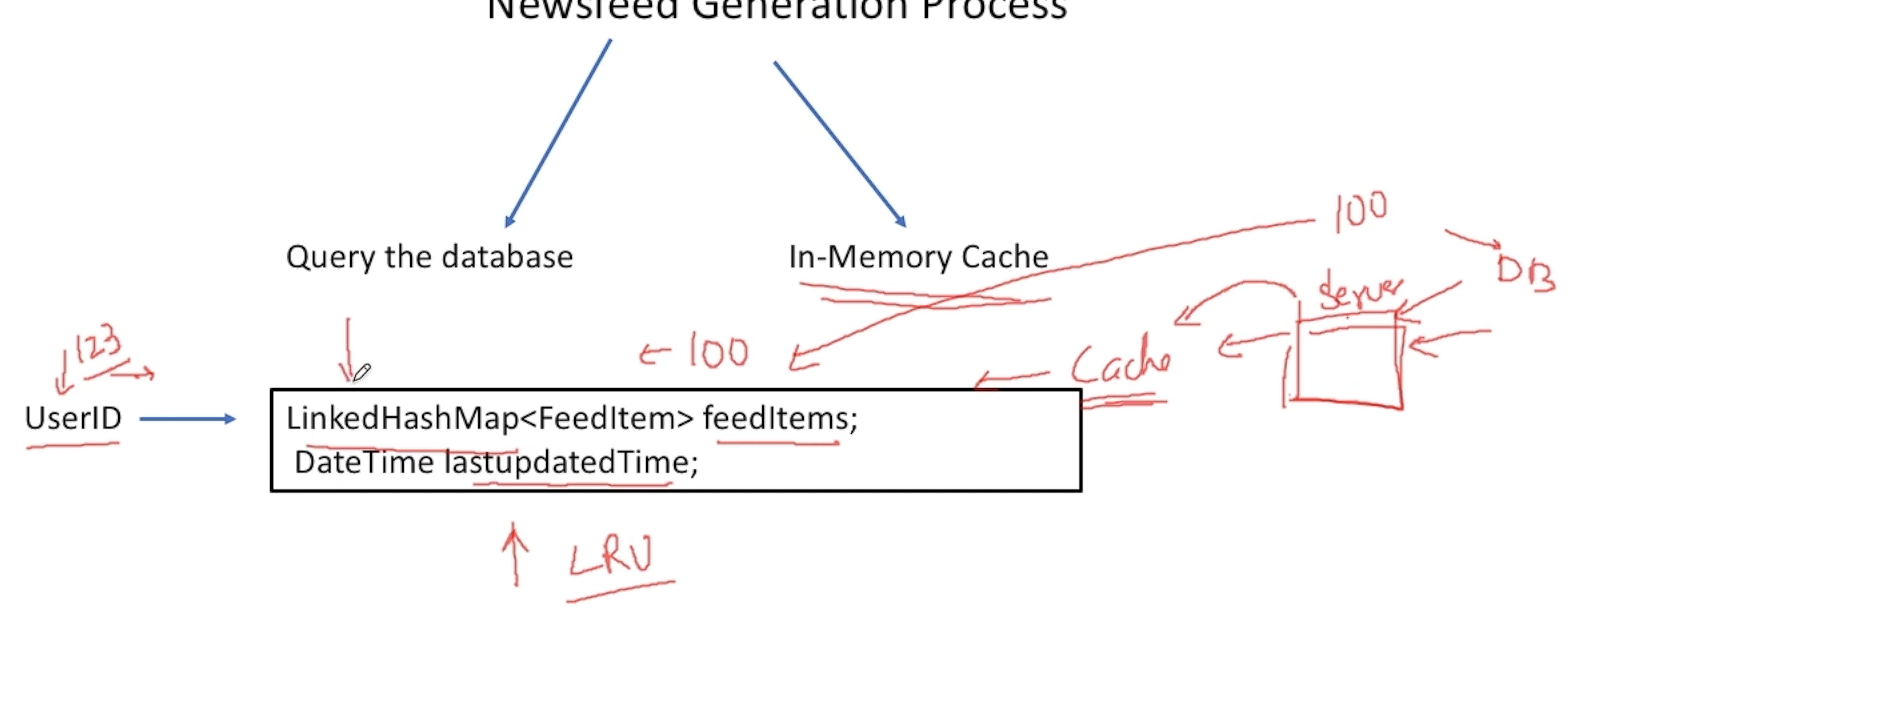 Newsfeed Generation Process
100
Query the database
In-Memory Cache
DB
Server
123
100
Cache
UserID
LinkedHashMap<FeedItem> feedItems;
DateTime lastupdatedTime;
LRU